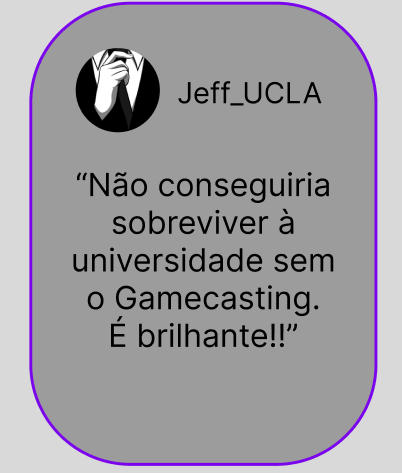 Jeff_UCLA
“Não conseguiria
sobreviver à
universidade sem
o Gamecasting.
É brilhante!!”